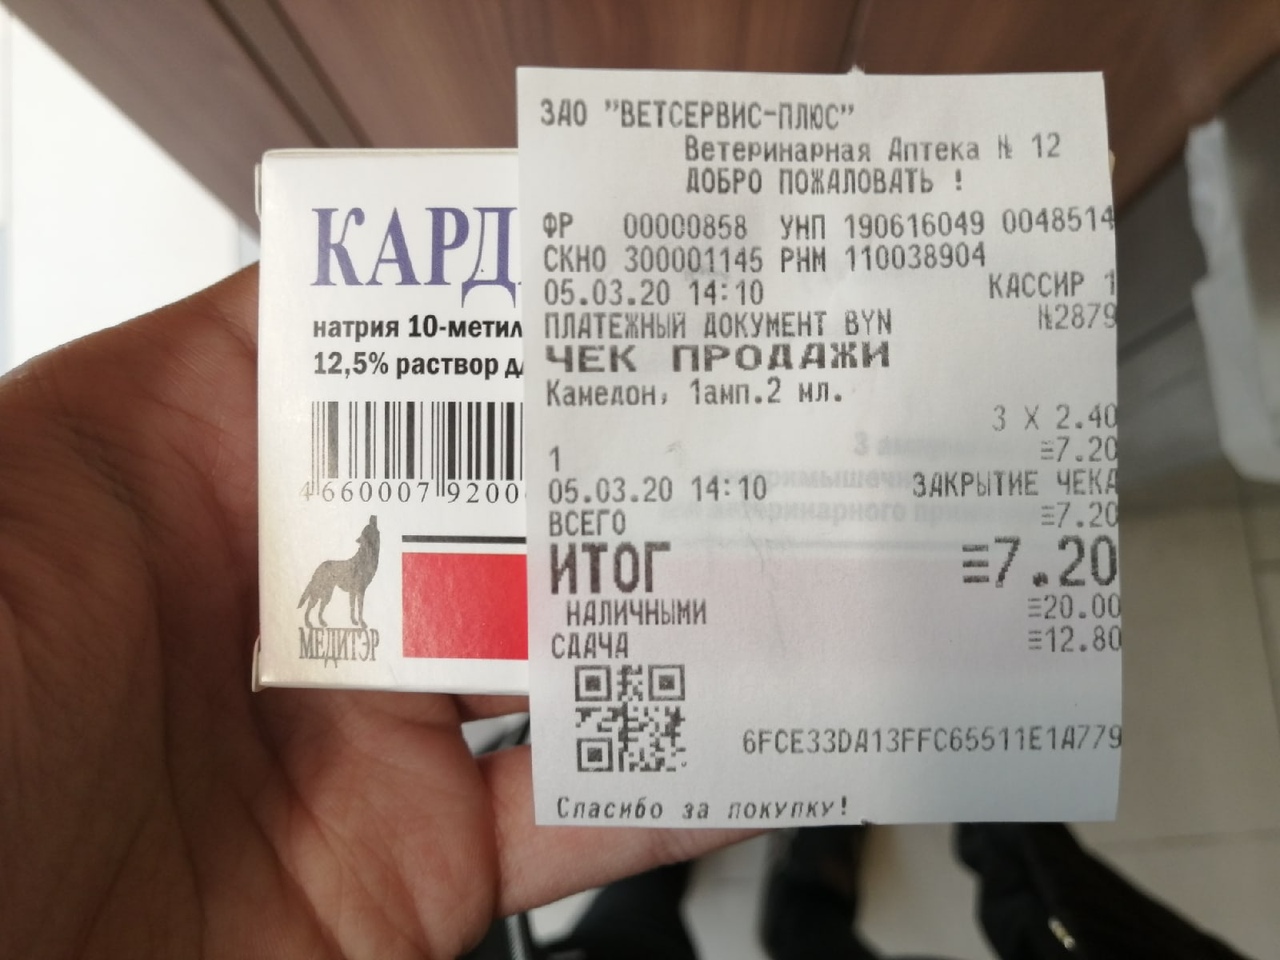 КАРД
натрия 10-метил
12,5% раствор д
4 660007 9200
МЕДИТЭР
ЗАО "ВЕТСЕРВИС-ПЛЮС"
Ветеринарная Аптека № 12
ДОБРО ПОЖАЛОВАТЬ !
ФР 00000858 УНП 190616049 0048514
СКНО 300001145 РНМ 110038904
05.03.20 14:10 КАССИР 1
ПЛАТЕЖНЫЙ ДОКУМЕНТ BYN №2879
ЧЕК ПРОДАЖИ
Камедон, 1амп.2 мл.
3 X 2.40
1 ≡7.20
05.03.20 14:10 ЗАКРЫТИЕ ЧЕКА
ВСЕГО ≡7.20
ИТОГ ≡7.20
НАЛИЧНЫМИ ≡20.00
СДАЧА ≡12.80
6FCE33DA13FFC65511E1A779
Спасибо за покупку!